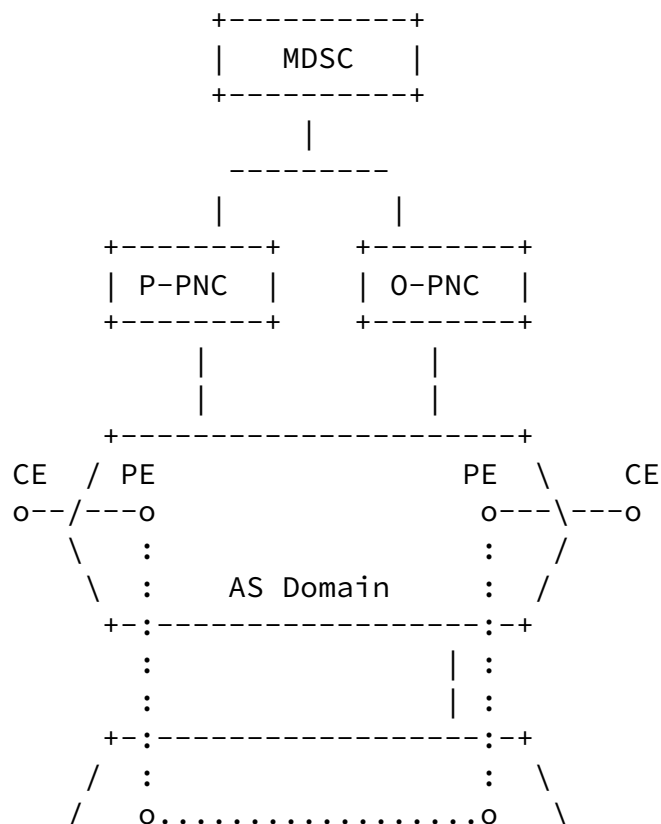 +----------+
|   MDSC   |
+----------+
|
---------
|          |
+--------+    +--------+
| P-PNC  |    | O-PNC  |
+--------+    +--------+
|            |
|            |
+----------------------+
CE  / PE                 PE  \    CE
o--/---o                  o---\---o
\   :                  :   /
\  :    AS Domain     :  /
+-:------------------:-+
:                | :
:                | :
+-:------------------:-+
/  :                  :  \
/   o..................o   \